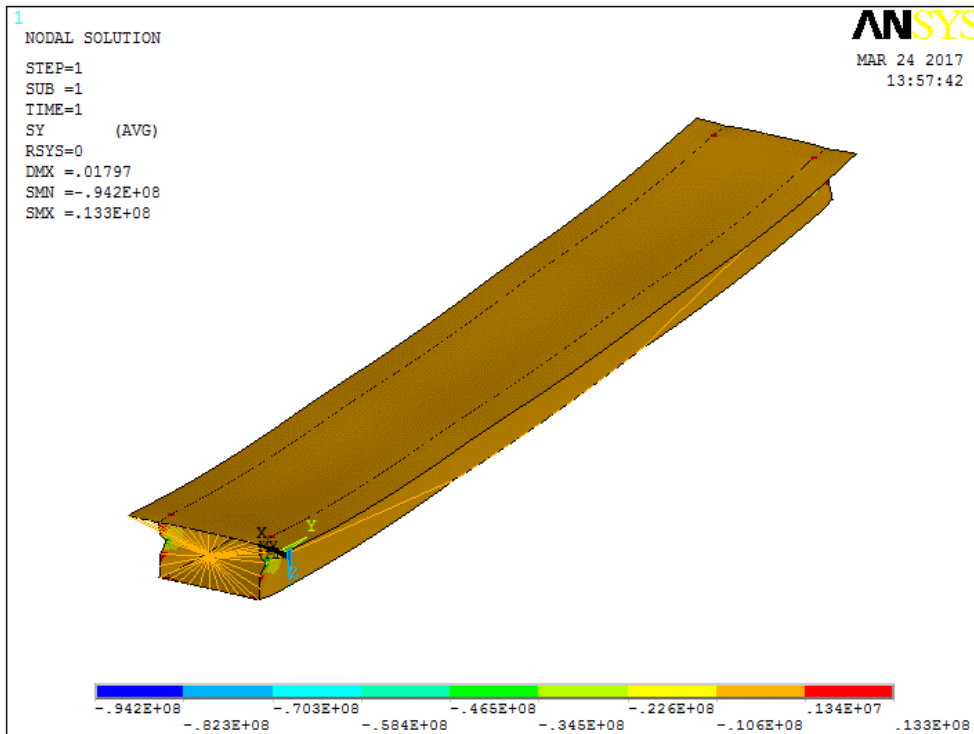 1
NODAL SOLUTION
STEP=1
SUB =1
TIME=1
SY (AVG)
RSYS=0
DMX =.01797
SMN =-.942E+08
SMX =.133E+08
ANSYS
MAR 24 2017
13:57:42
X
Y
Z
-.942E+08
-.823E+08
-.703E+08
-.584E+08
-.465E+08
-.345E+08
-.226E+08
-.106E+08
.134E+07
.133E+08